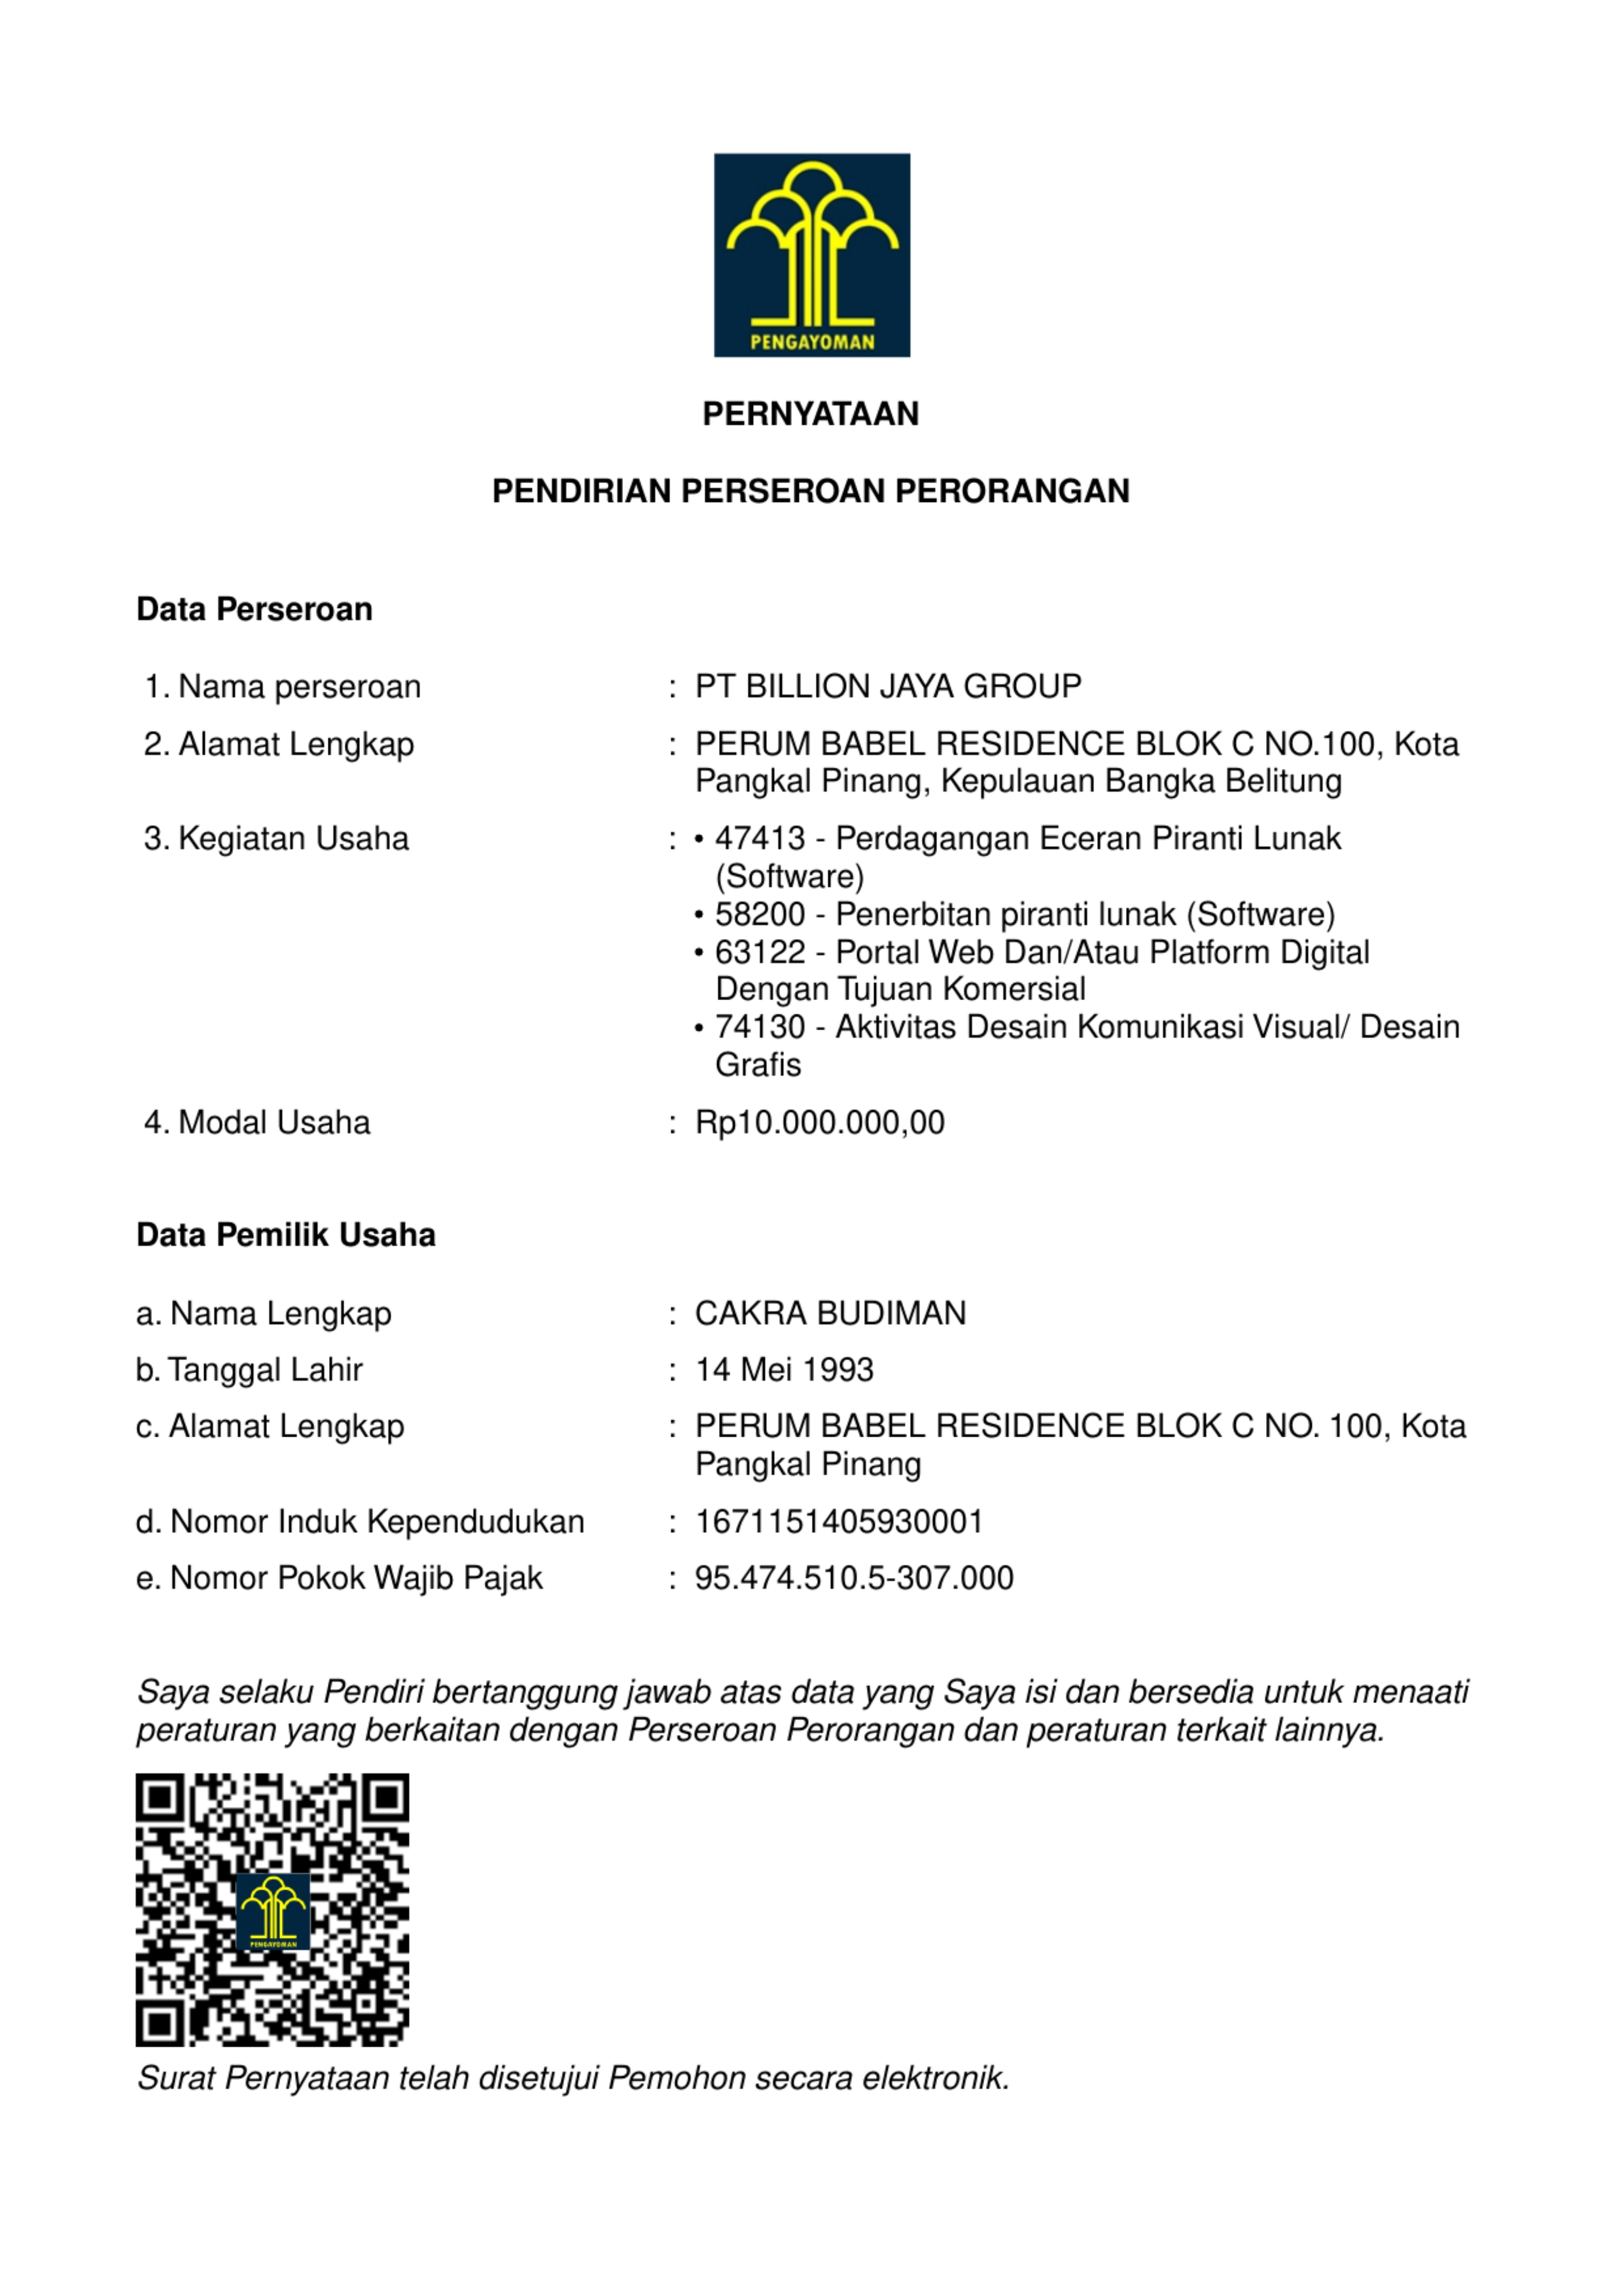 PENGAYOMAN
PERNYATAAN
PENDIRIAN PERSEROAN PERORANGAN
Data Perseroan
1. Nama perseroan : PT BILLION JAYA GROUP
2. Alamat Lengkap : PERUM BABEL RESIDENCE BLOK C NO.100, Kota
Pangkal Pinang, Kepulauan Bangka Belitung
3. Kegiatan Usaha : • 47413 - Perdagangan Eceran Piranti Lunak
(Software)
• 58200 - Penerbitan piranti lunak (Software)
• 63122 - Portal Web Dan/Atau Platform Digital
Dengan Tujuan Komersial
• 74130 - Aktivitas Desain Komunikasi Visual/ Desain
Grafis
4. Modal Usaha : Rp10.000.000,00
Data Pemilik Usaha
a. Nama Lengkap : CAKRA BUDIMAN
b. Tanggal Lahir : 14 Mei 1993
c. Alamat Lengkap : PERUM BABEL RESIDENCE BLOK C NO. 100, Kota
Pangkal Pinang
d. Nomor Induk Kependudukan : 1671151405930001
e. Nomor Pokok Wajib Pajak : 95.474.510.5-307.000
Saya selaku Pendiri bertanggung jawab atas data yang Saya isi dan bersedia untuk menaati
peraturan yang berkaitan dengan Perseroan Perorangan dan peraturan terkait lainnya.
PENGAYOMAN
Surat Pernyataan telah disetujui Pemohon secara elektronik.